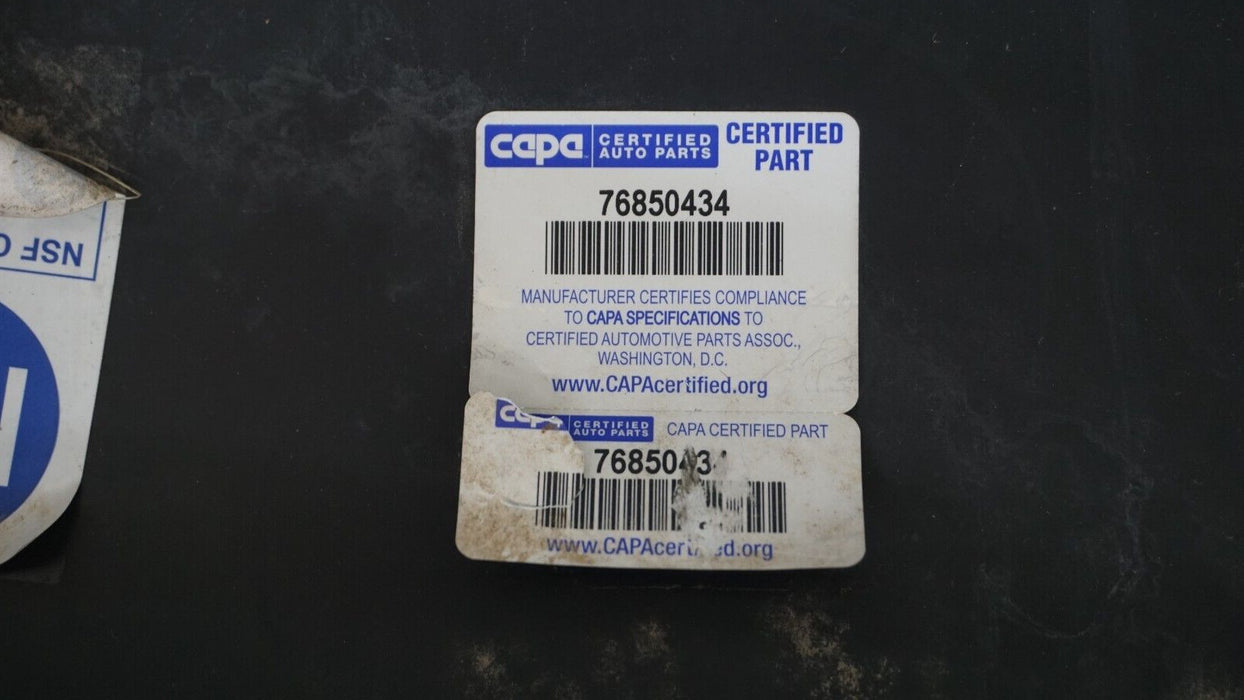 capa CERTIFIED AUTO PARTS
CERTIFIED PART
76850434
MANUFACTURER CERTIFIES COMPLIANCE
TO CAPA SPECIFICATIONS TO
CERTIFIED AUTOMOTIVE PARTS ASSOC.,
WASHINGTON, D.C.
www.CAPAcertified.org
CERTIFIED AUTO PARTS
CAPA CERTIFIED PART
NSF